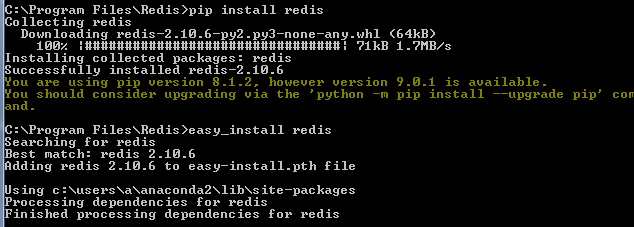 C:\Program Files\Redis>pip install redis
Collecting redis
  Downloading redis-2.10.6-py2.py3-none-any.whl (64kB)
    100% |################################| 71kB 1.7MB/s
Installing collected packages: redis
Successfully installed redis-2.10.6
You are using pip version 8.1.2, however version 9.0.1 is available.
You should consider upgrading via the 'python -m pip install --upgrade pip' com
and.
C:\Program Files\Redis>easy_install redis
Searching for redis
Best match: redis 2.10.6
Adding redis 2.10.6 to easy-install.pth file
Using c:\users\a\anaconda2\lib\site-packages
Processing dependencies for redis
Finished processing dependencies for redis